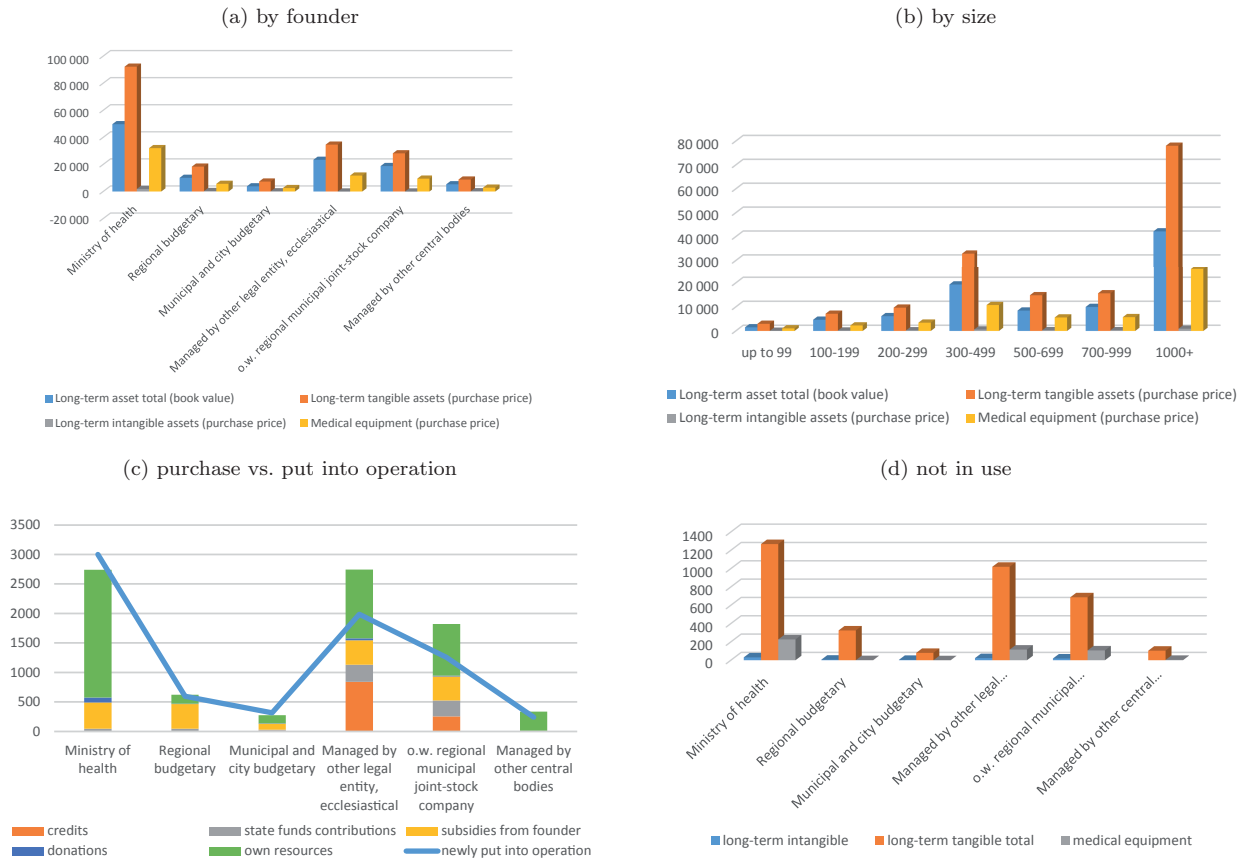 (a) by founder
100 000
80 000
60 000
40 000
20 000
0
-20 000
Ministry of health
Regional budgetary
Municipal and city budgetary
Managed by other legal entity, ecclesiastical
o.w. regional municipal joint-stock company
Managed by other central bodies
Long-term asset total (book value)
Long-term tangible assets (purchase price)
Long-term intangible assets (purchase price)
Medical equipment (purchase price)
(b) by size
80 000
70 000
60 000
50 000
40 000
30 000
20 000
10 000
0
up to 99
100-199
200-299
300-499
500-699
700-999
1000+
Long-term asset total (book value)
Long-term tangible assets (purchase price)
Long-term intangible assets (purchase price)
Medical equipment (purchase price)
(c) purchase vs. put into operation
3500
3000
2500
2000
1500
1000
500
0
Ministry of
health
Regional
budgetary
Municipal and
city budgetary
Managed by
other legal
entity,
ecclesiastical
o.w. regional
municipal
joint-stock
company
Managed by
other central
bodies
credits
state funds contributions
subsidies from founder
donations
own resources
newly put into operation
(d) not in use
1400
1200
1000
800
600
400
200
0
Ministry of health
Regional budgetary
Municipal and city budgetary
Managed by other legal...
o.w. regional municipal...
Managed by other central...
long-term intangible
long-term tangible total
medical equipment